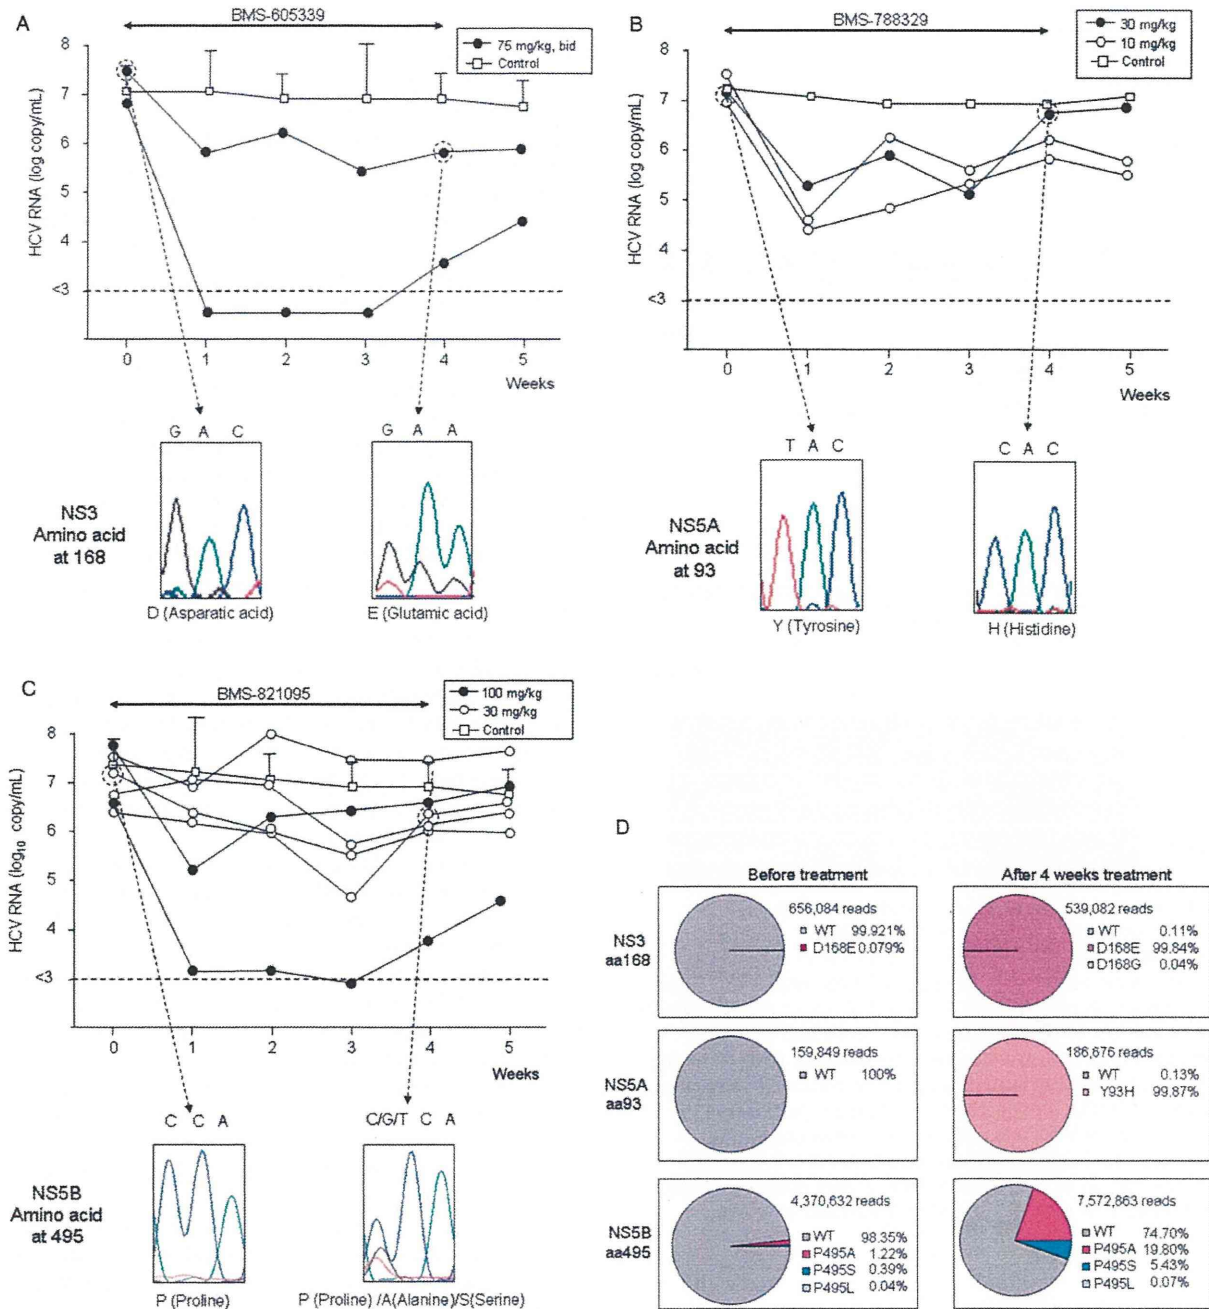 A
BMS-605339
75 mg/kg, bid
Control
HCV RNA (log copy/mL)
8
7
6
5
4
<3
0 1 2 3 4 5
Weeks
G A C
G A A
NS3
Amino acid
at 168
D (Asparatic acid)
E (Glutamic acid)
B
BMS-788329
30 mg/kg
10 mg/kg
Control
HCV RNA (log copy/mL)
8
7
6
5
4
<3
0 1 2 3 4 5
Weeks
T A C
C A C
NS5A
Amino acid
at 93
Y (Tyrosine)
H (Histidine)
C
BMS-821095
100 mg/kg
30 mg/kg
Control
HCV RNA (log₁₀ copy/mL)
8
7
6
5
4
<3
0 1 2 3 4 5
Weeks
C C A
C/G/T C A
NS5B
Amino acid
at 495
P (Proline)
P (Proline) /A(Alanine)/S(Serine)
D
Before treatment
After 4 weeks treatment
NS3
aa168
656,084 reads
WT 99.921%
D168E 0.079%
539,082 reads
WT 0.11%
D168E 99.84%
D168G 0.04%
NS5A
aa93
159,849 reads
WT 100%
186,676 reads
WT 0.13%
Y93H 99.87%
NS5B
aa495
4,370,632 reads
WT 98.35%
P495A 1.22%
P495S 0.39%
P495L 0.04%
7,572,863 reads
WT 74.70%
P495A 19.80%
P495S 5.43%
P495L 0.07%